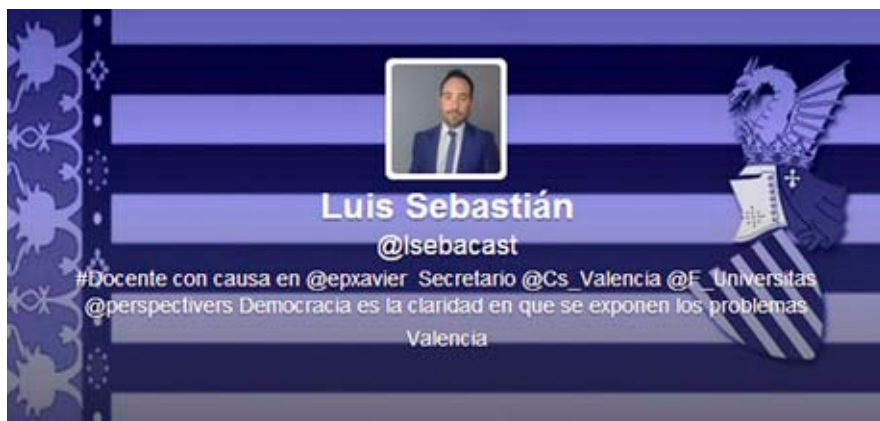 Luis Sebastián
@lsebacast
#Docente con causa en @epxavier Secretario @Cs_Valencia @F_Universitas
@perspectivers Democracia es la claridad en que se exponen los problemas
Valencia